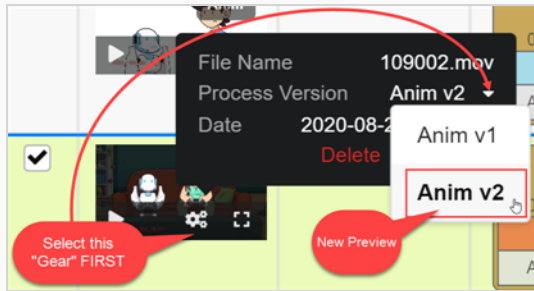 File Name 109002.mov
Process Version Anim v2
Date 2020-08-2
Delete
Anim v1
Anim v2
Select this
"Gear" FIRST
New Preview